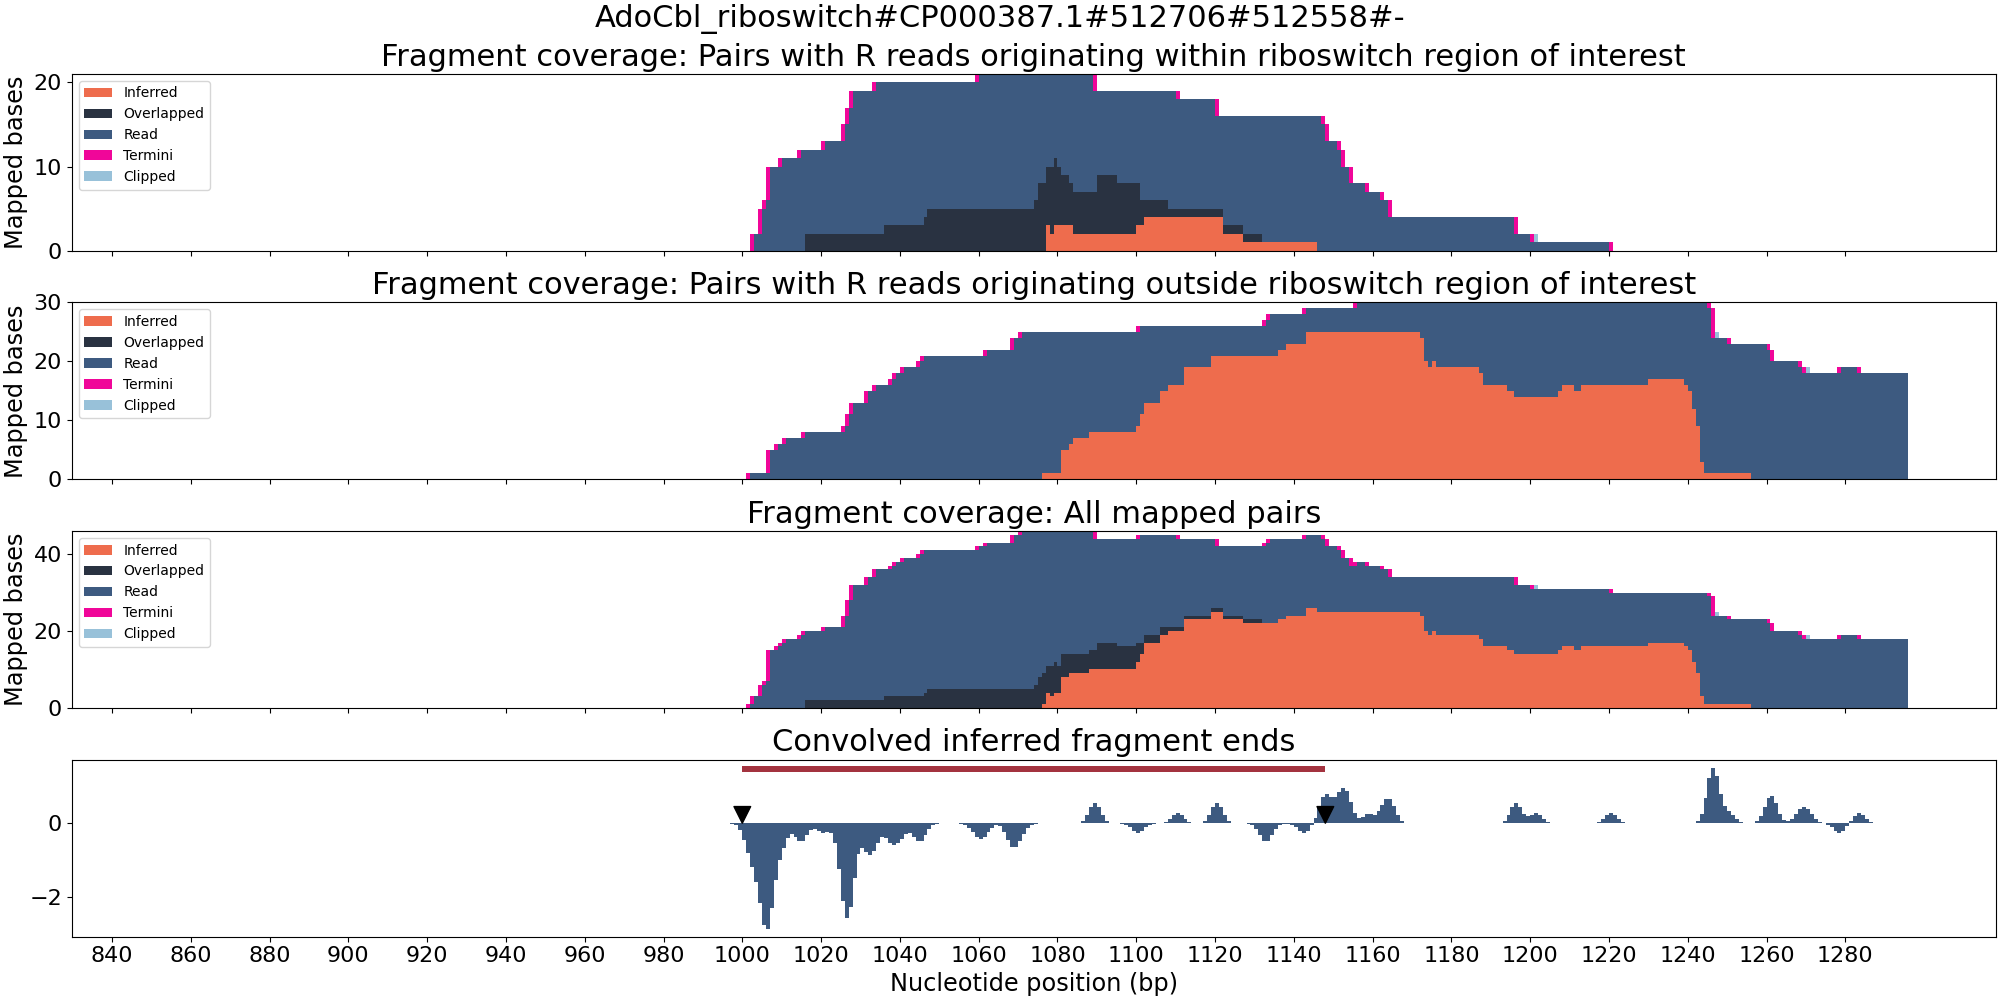 AdoCbl_riboswitch#CP000387.1#512706#512558#-
Fragment coverage: Pairs with R reads originating within riboswitch region of interest
Mapped bases
20
10
0
Inferred
Overlapped
Read
Termini
Clipped
Fragment coverage: Pairs with R reads originating outside riboswitch region of interest
Mapped bases
30
20
10
0
Inferred
Overlapped
Read
Termini
Clipped
Fragment coverage: All mapped pairs
Mapped bases
40
20
0
Inferred
Overlapped
Read
Termini
Clipped
Convolved inferred fragment ends
0
−2
840 860 880 900 920 940 960 980 1000 1020 1040 1060 1080 1100 1120 1140 1160 1180 1200 1220 1240 1260 1280
Nucleotide position (bp)